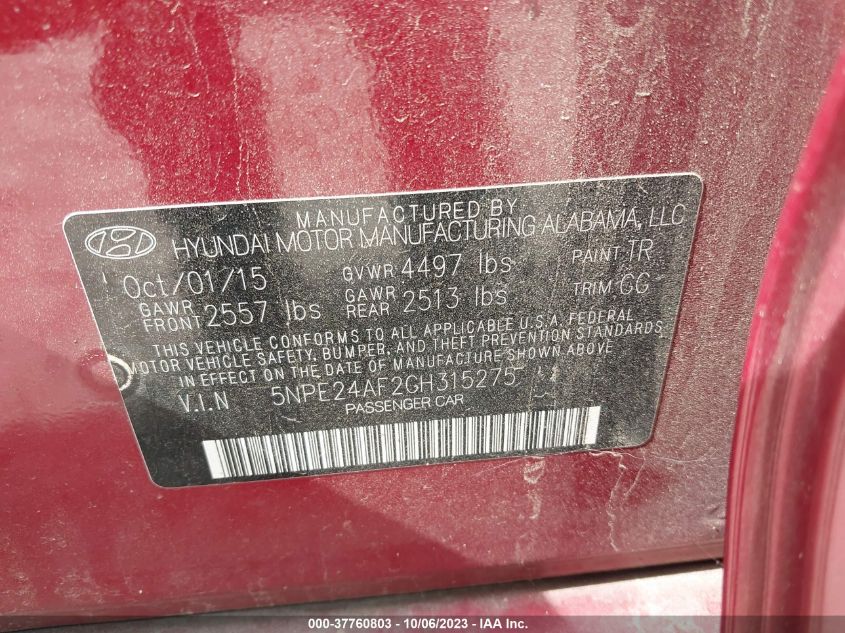 MANUFACTURED BY
HYUNDAI MOTOR MANUFACTURING ALABAMA, LLC
Oct/01/15 GVWR 4497 lbs PAINT TR
GAWR FRONT 2557 lbs GAWR REAR 2513 lbs TRIM GG
THIS VEHICLE CONFORMS TO ALL APPLICABLE U.S.A. FEDERAL
MOTOR VEHICLE SAFETY, BUMPER, AND THEFT PREVENTION STANDARDS
IN EFFECT ON THE DATE OF MANUFACTURE SHOWN ABOVE
V.I.N 5NPE24AF2GH315275
PASSENGER CAR
000-37760803 - 10/06/2023 - IAA Inc.